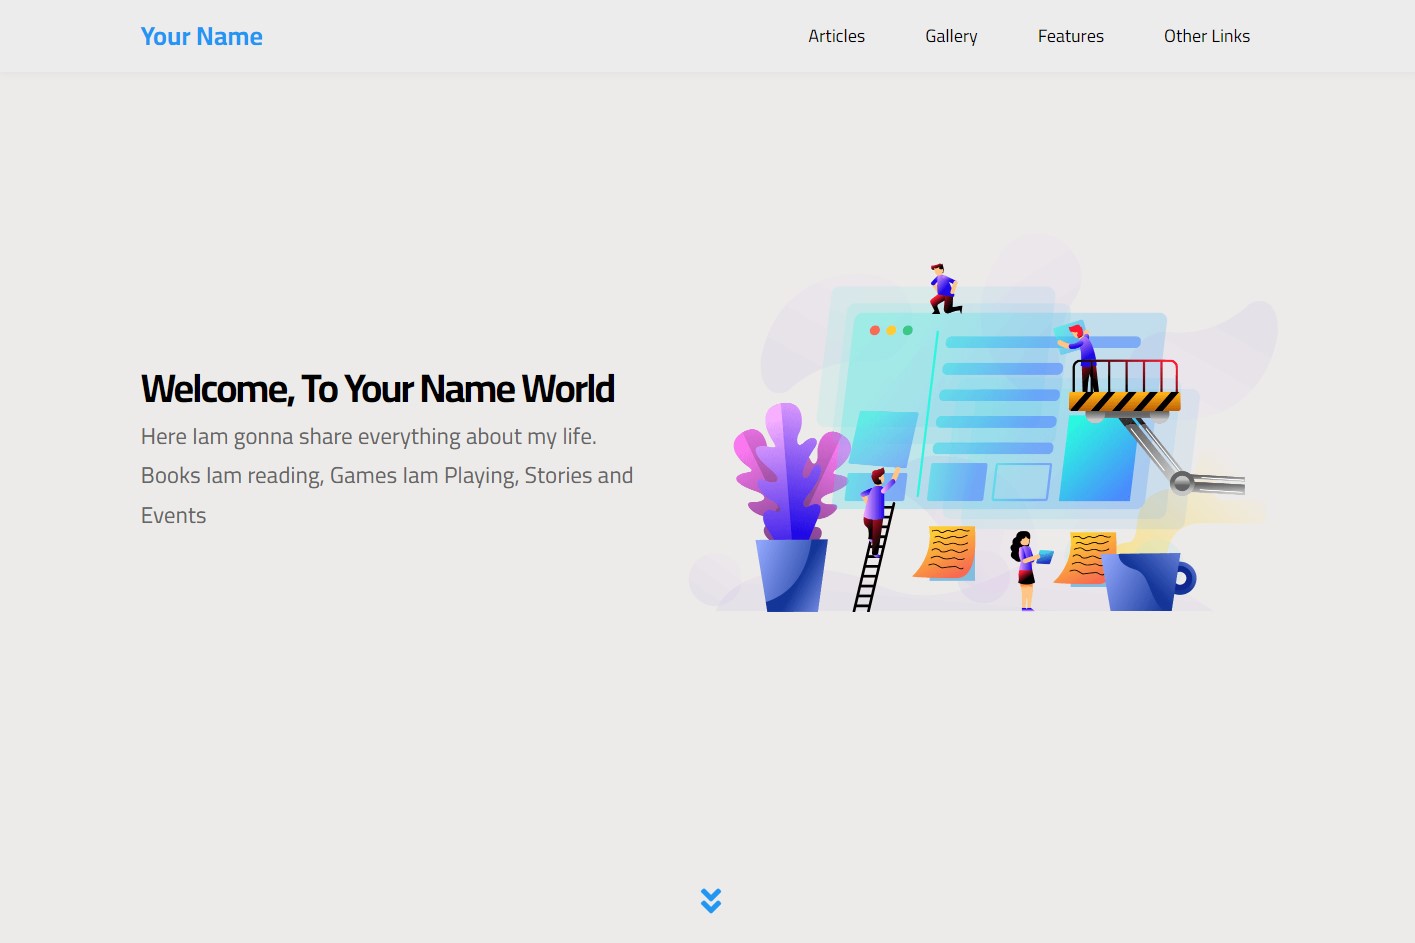 Your Name
Articles
Gallery
Features
Other Links
Welcome, To Your Name World
Here Iam gonna share everything about my life.
Books Iam reading, Games Iam Playing, Stories and
Events